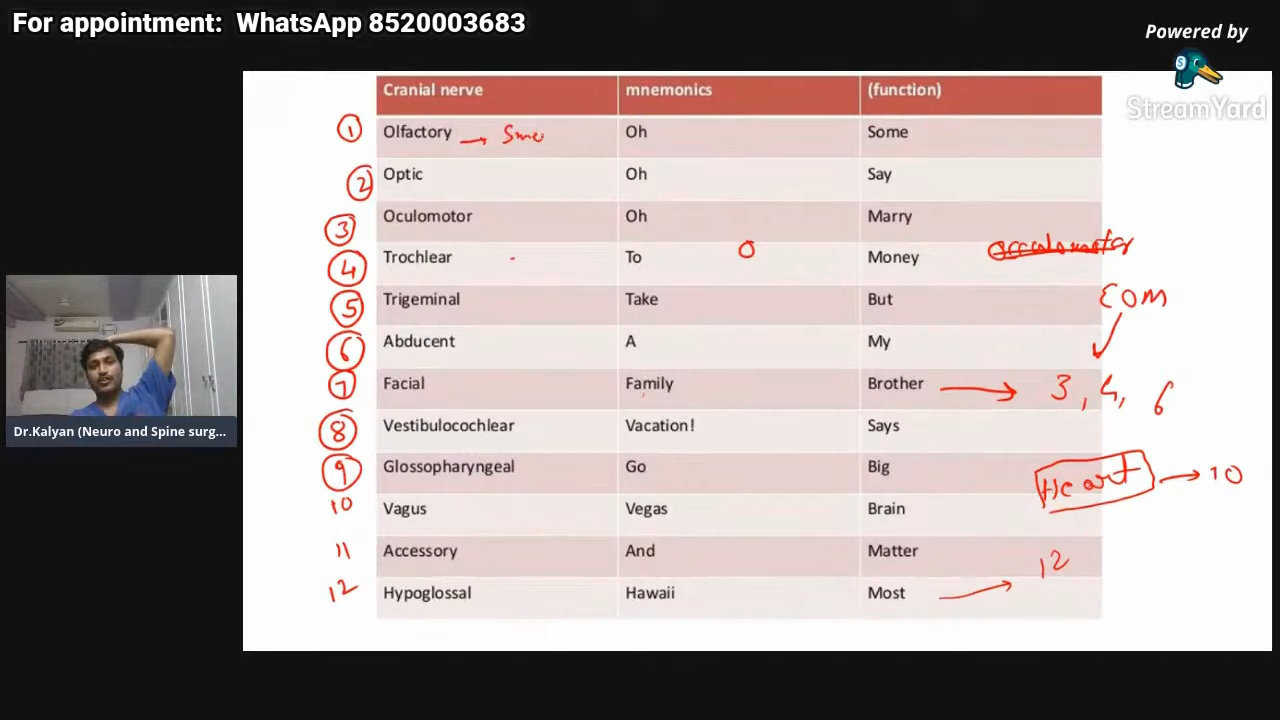 For appointment: WhatsApp 8520003683
Powered by
StreamYard
Cranial nerve mnemonics (function)
1 Olfactory → Sme Oh Some
2 Optic Oh Say
3 Oculomotor Oh Marry
4 Trochlear To O Money
5 Trigeminal Take But EOM
6 Abducent A My
7 Facial Family Brother → 3, 4, 6
8 Vestibulocochlear Vacation! Says
9 Glossopharyngeal Go Big Heart → 10
10 Vagus Vegas Brain
11 Accessory And Matter
12 Hypoglossal Hawaii Most → 12
Dr.Kalyan (Neuro and Spine surg...